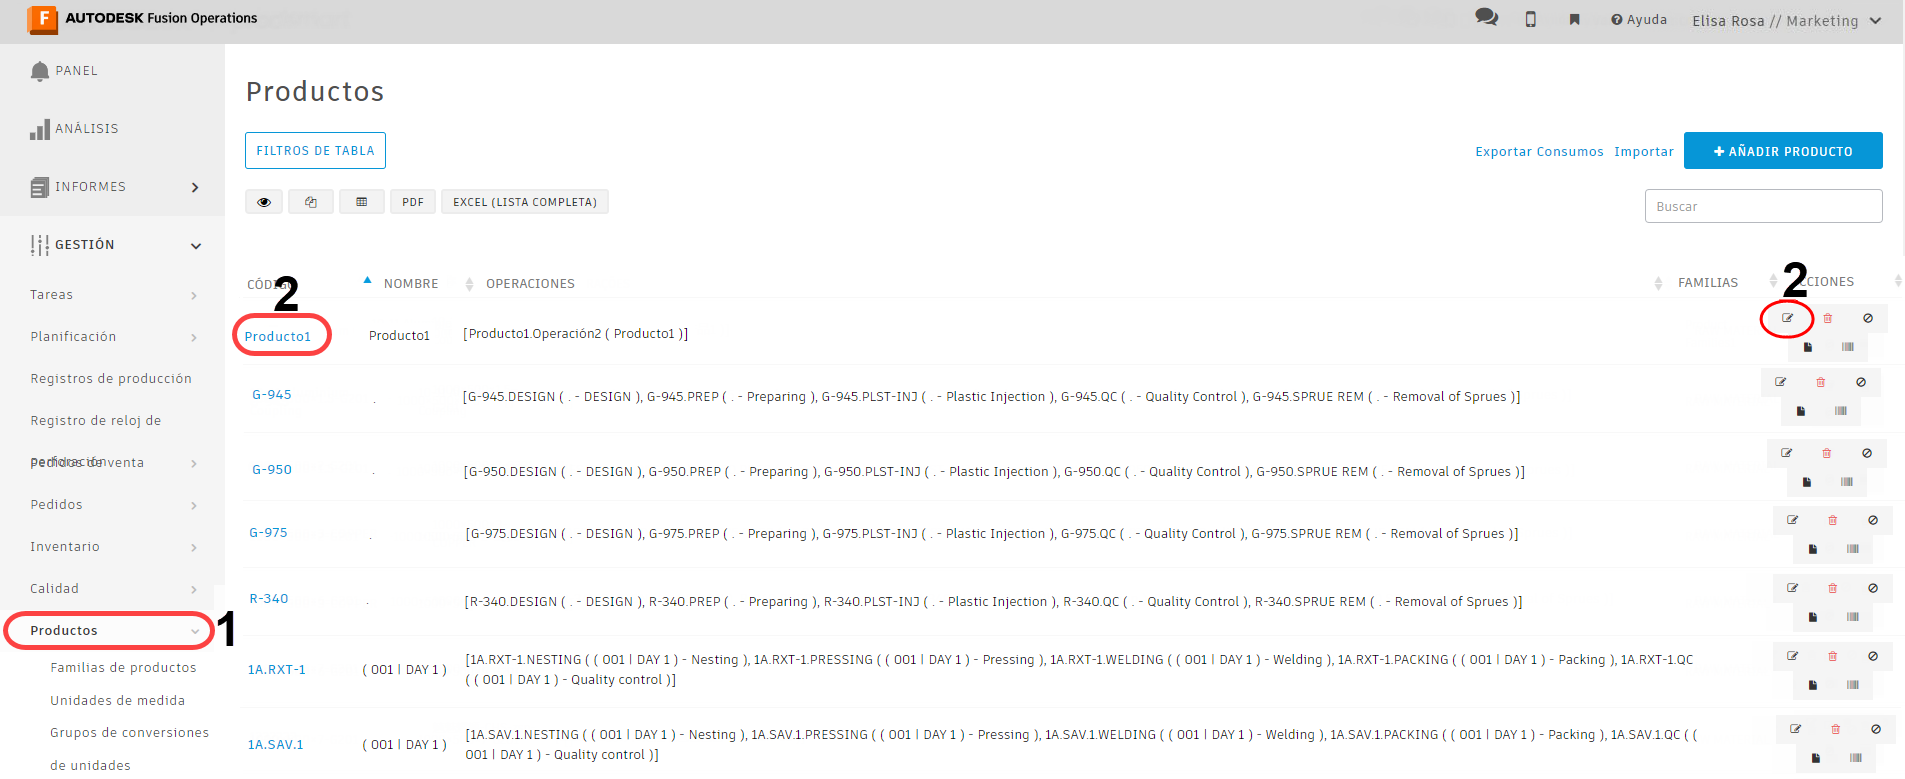 AUTODESK Fusion Operations
Ayuda
Elisa Rosa // Marketing
PANEL
ANÁLISIS
INFORMES
GESTIÓN
Tareas
Planificación
Registros de producción
Registro de reloj de
perforación
Pedidos de venta
Pedidos
Inventario
Calidad
Productos
1
Familias de productos
Unidades de medida
Grupos de conversiones
de unidades
Productos
FILTROS DE TABLA
Exportar Consumos Importar + AÑADIR PRODUCTO
PDF EXCEL (LISTA COMPLETA)
Buscar
CÓDIGO NOMBRE OPERACIONES FAMILIAS CCIONES
2 2
Producto1 Producto1 [Producto1.Operación2 ( Producto1 )]
G-945 . [G-945.DESIGN ( . - DESIGN ), G-945.PREP ( . - Preparing ), G-945.PLST-INJ ( . - Plastic Injection ), G-945.QC ( . - Quality Control ), G-945.SPRUE REM ( . - Removal of Sprues )]
G-950 . [G-950.DESIGN ( . - DESIGN ), G-950.PREP ( . - Preparing ), G-950.PLST-INJ ( . - Plastic Injection ), G-950.QC ( . - Quality Control ), G-950.SPRUE REM ( . - Removal of Sprues )]
G-975 . [G-975.DESIGN ( . - DESIGN ), G-975.PREP ( . - Preparing ), G-975.PLST-INJ ( . - Plastic Injection ), G-975.QC ( . - Quality Control ), G-975.SPRUE REM ( . - Removal of Sprues )]
R-340 . [R-340.DESIGN ( . - DESIGN ), R-340.PREP ( . - Preparing ), R-340.PLST-INJ ( . - Plastic Injection ), R-340.QC ( . - Quality Control ), R-340.SPRUE REM ( . - Removal of Sprues )]
1A.RXT-1 ( 001 | DAY 1 ) [1A.RXT-1.NESTING ( ( 001 | DAY 1 ) - Nesting ), 1A.RXT-1.PRESSING ( ( 001 | DAY 1 ) - Pressing ), 1A.RXT-1.WELDING ( ( 001 | DAY 1 ) - Welding ), 1A.RXT-1.PACKING ( ( 001 | DAY 1 ) - Packing ), 1A.RXT-1.QC
( ( 001 | DAY 1 ) - Quality control )]
1A.SAV.1 ( 001 | DAY 1 ) [1A.SAV.1.NESTING ( ( 001 | DAY 1 ) - Nesting ), 1A.SAV.1.PRESSING ( ( 001 | DAY 1 ) - Pressing ), 1A.SAV.1.WELDING ( ( 001 | DAY 1 ) - Welding ), 1A.SAV.1.PACKING ( ( 001 | DAY 1 ) - Packing ), 1A.SAV.1.QC ( (
001 | DAY 1 ) - Quality control )]